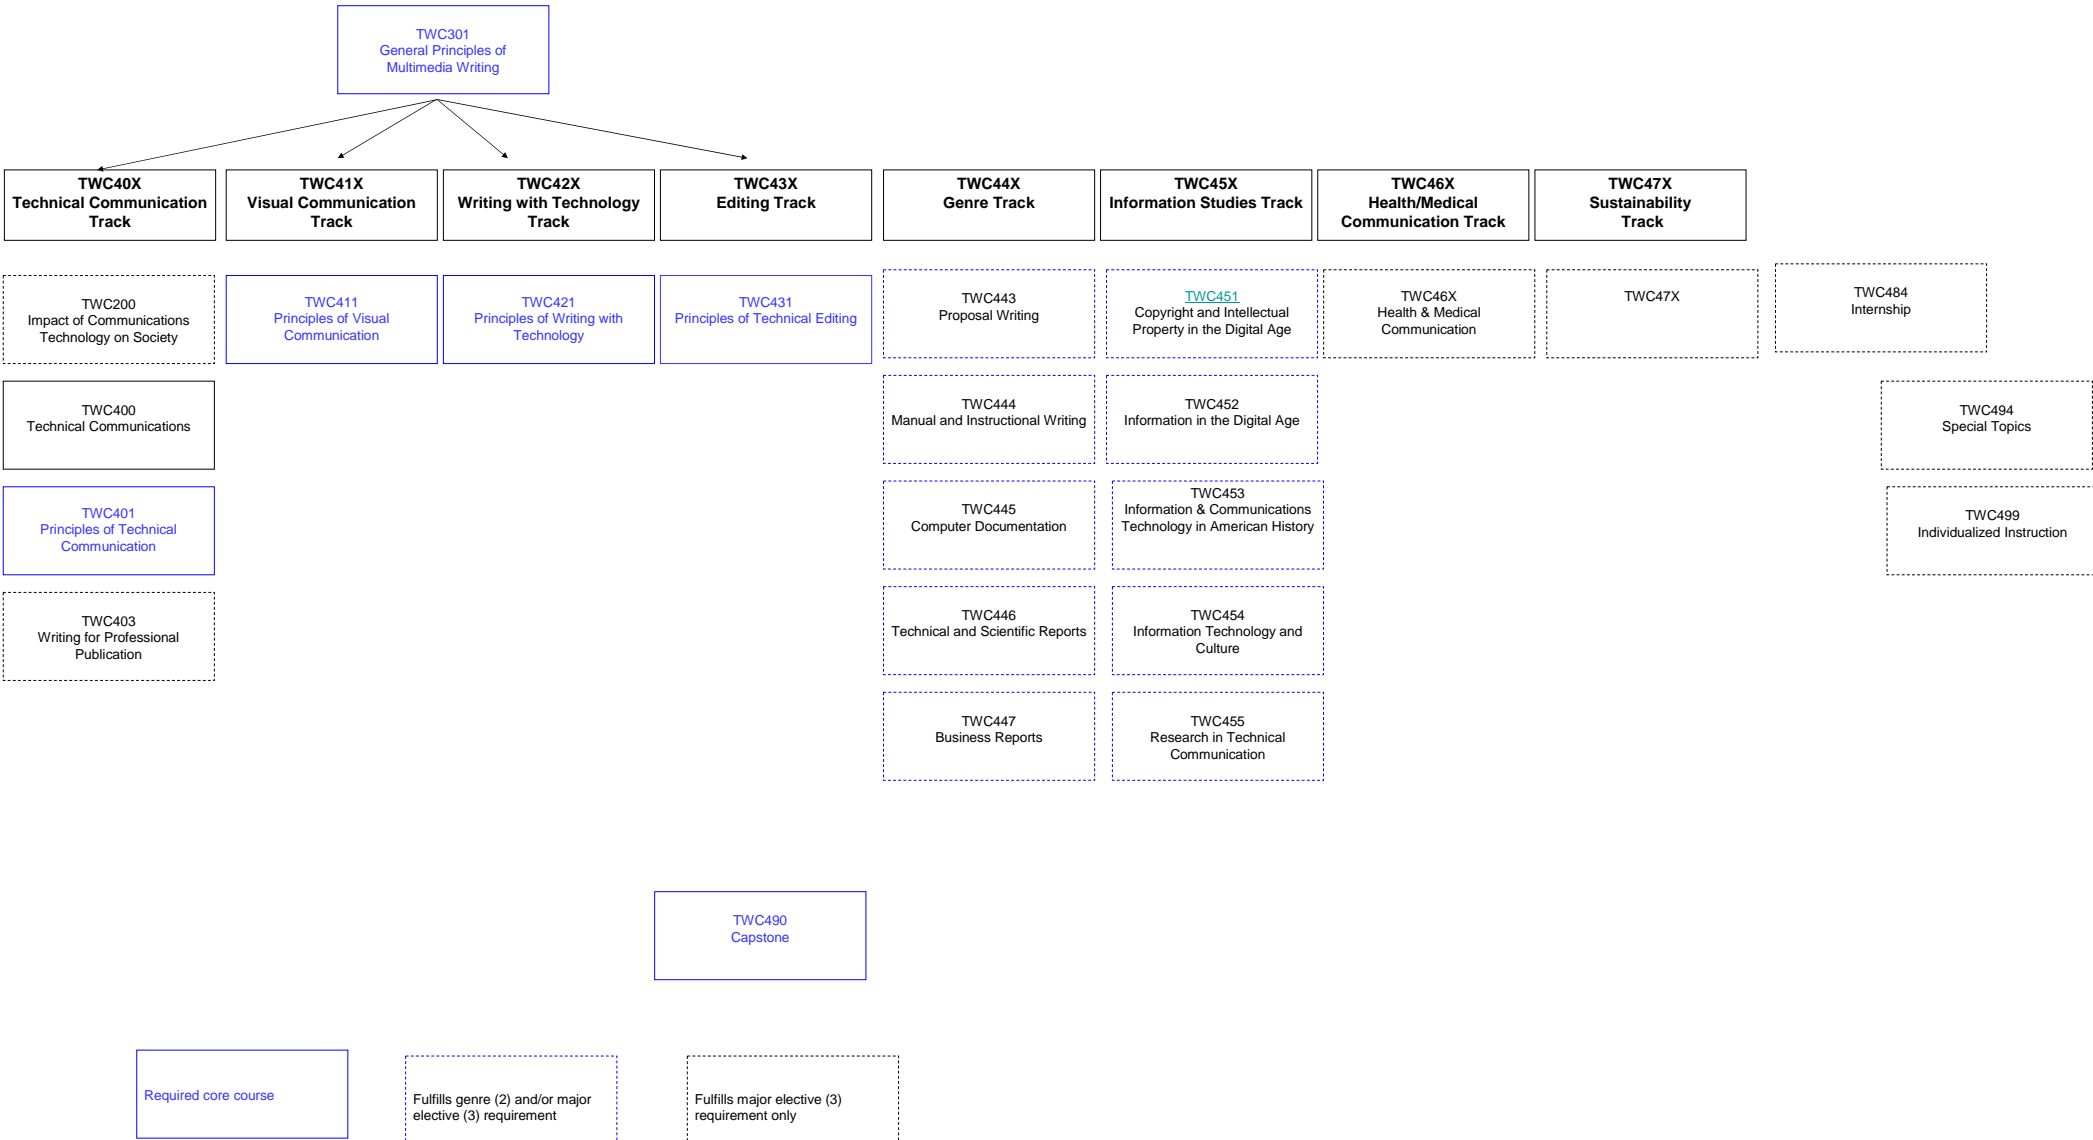 TWC301
General Principles of
Multimedia Writing
TWC40X
Technical Communication
Track
TWC41X
Visual Communication
Track
TWC42X
Writing with Technology
Track
TWC43X
Editing Track
TWC44X
Genre Track
TWC45X
Information Studies Track
TWC46X
Health/Medical
Communication Track
TWC47X
Sustainability
Track
TWC200
Impact of Communications
Technology on Society
TWC411
Principles of Visual
Communication
TWC421
Principles of Writing with
Technology
TWC431
Principles of Technical Editing
TWC443
Proposal Writing
TWC451
Copyright and Intellectual
Property in the Digital Age
TWC46X
Health & Medical
Communication
TWC47X
TWC484
Internship
TWC400
Technical Communications
TWC444
Manual and Instructional Writing
TWC452
Information in the Digital Age
TWC494
Special Topics
TWC401
Principles of Technical
Communication
TWC445
Computer Documentation
TWC453
Information & Communications
Technology in American History
TWC499
Individualized Instruction
TWC403
Writing for Professional
Publication
TWC446
Technical and Scientific Reports
TWC454
Information Technology and
Culture
TWC447
Business Reports
TWC455
Research in Technical
Communication
TWC490
Capstone
Required core course
Fulfills genre (2) and/or major
elective (3) requirement
Fulfills major elective (3)
requirement only